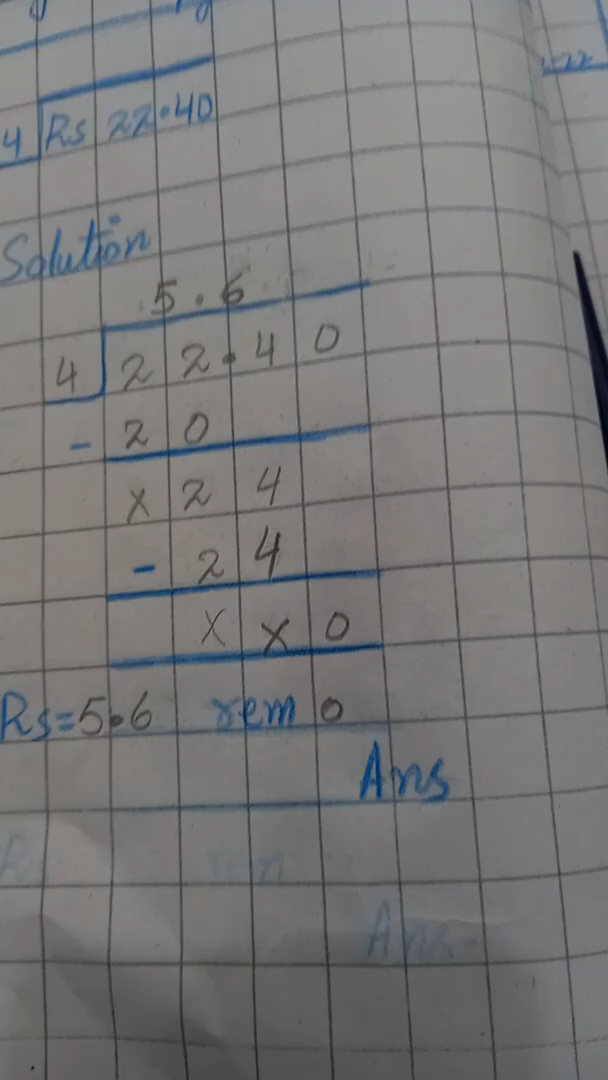 4 Rs 22.40
Solution
5.6
4 22.40
- 20
x 24
- 24
x x 0
Rs=5.6 rem 0
Ans